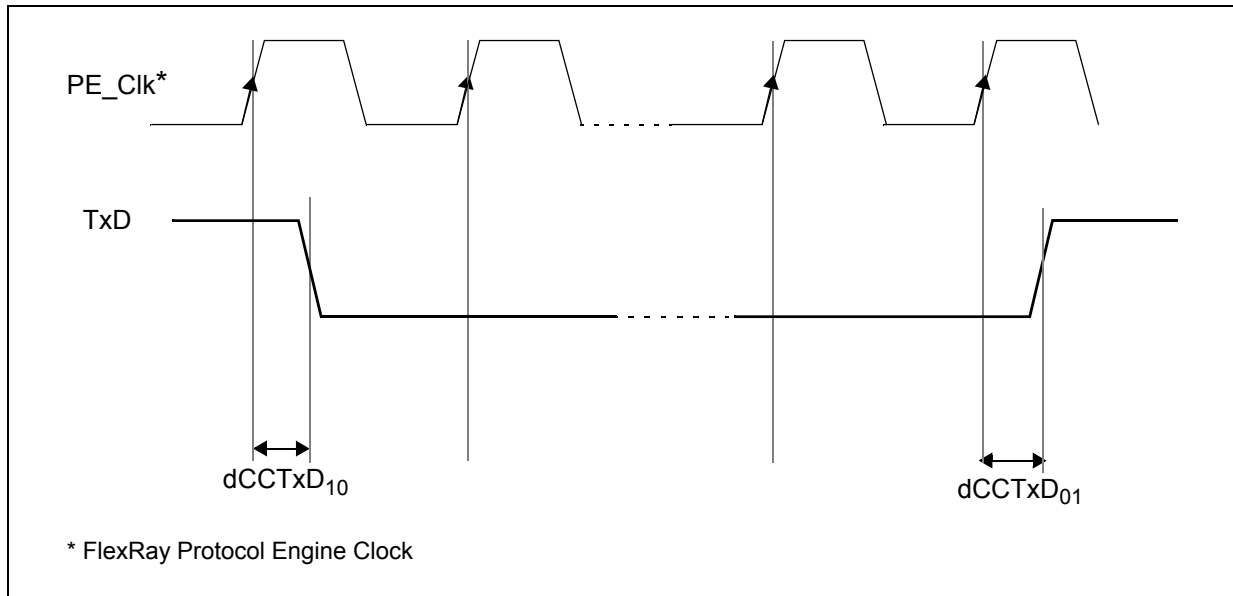 PE_Clk*
TxD
dCCTxD10
dCCTxD01
* FlexRay Protocol Engine Clock